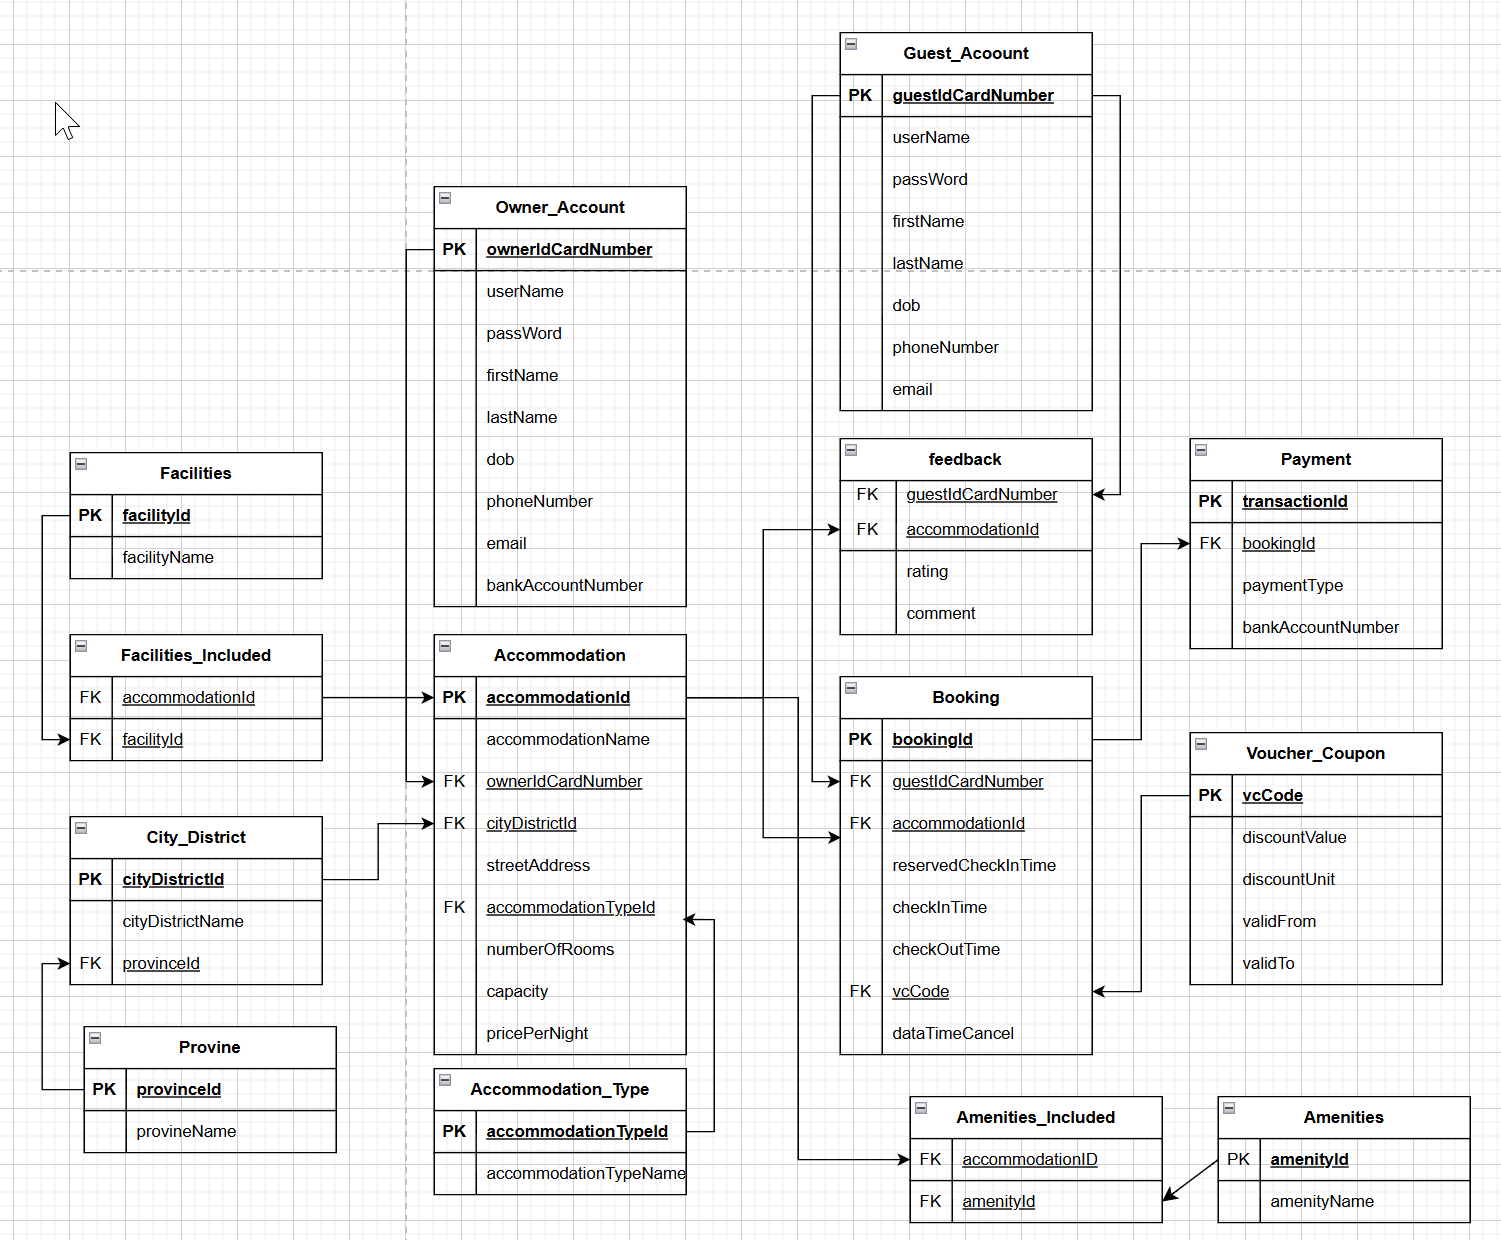 Guest_Acoount
PK guestIdCardNumber
userName
passWord
firstName
lastName
dob
phoneNumber
email
Owner_Account
PK ownerIdCardNumber
userName
passWord
firstName
lastName
dob
phoneNumber
email
bankAccountNumber
Facilities
PK facilityId
facilityName
feedback
FK guestIdCardNumber
FK accommodationId
rating
comment
Payment
PK transactionId
FK bookingId
paymentType
bankAccountNumber
Facilities_Included
FK accommodationId
FK facilityId
Accommodation
PK accommodationId
accommodationName
FK ownerIdCardNumber
FK cityDistrictId
streetAddress
FK accommodationTypeId
numberOfRooms
capacity
pricePerNight
Booking
PK bookingId
FK guestIdCardNumber
FK accommodationId
reservedCheckInTime
checkInTime
checkOutTime
FK vcCode
dataTimeCancel
Voucher_Coupon
PK vcCode
discountValue
discountUnit
validFrom
validTo
City_District
PK cityDistrictId
cityDistrictName
FK provinceId
Provine
PK provinceId
provineName
Accommodation_Type
PK accommodationTypeId
accommodationTypeName
Amenities_Included
FK accommodationID
FK amenityId
Amenities
PK amenityId
amenityName